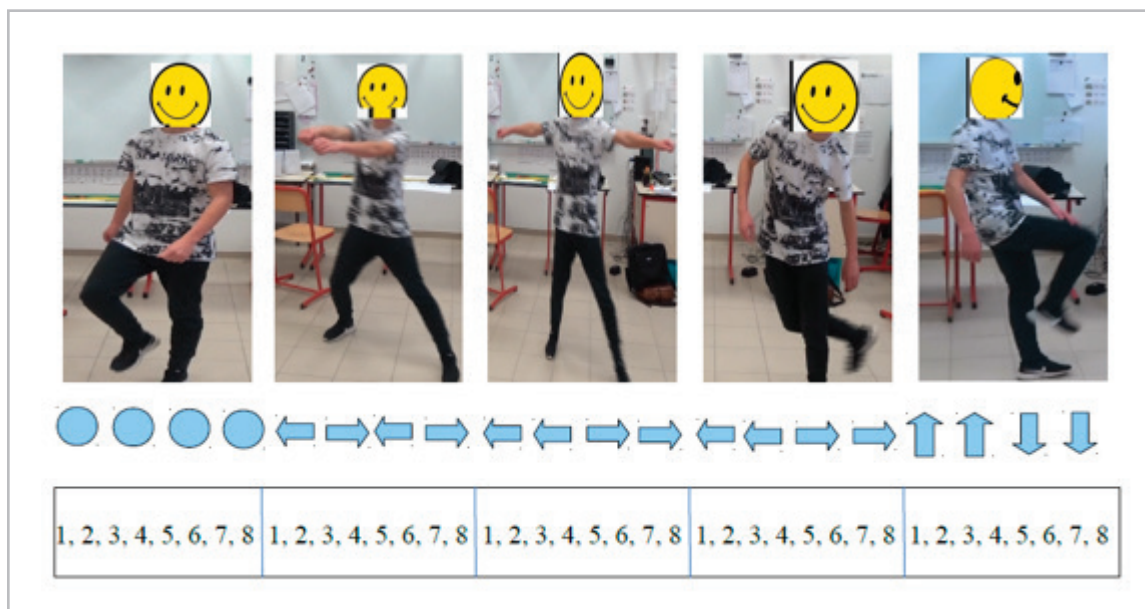 1, 2, 3, 4, 5, 6, 7, 8 1, 2, 3, 4, 5, 6, 7, 8 1, 2, 3, 4, 5, 6, 7, 8 1, 2, 3, 4, 5, 6, 7, 8 1, 2, 3, 4, 5, 6, 7, 8